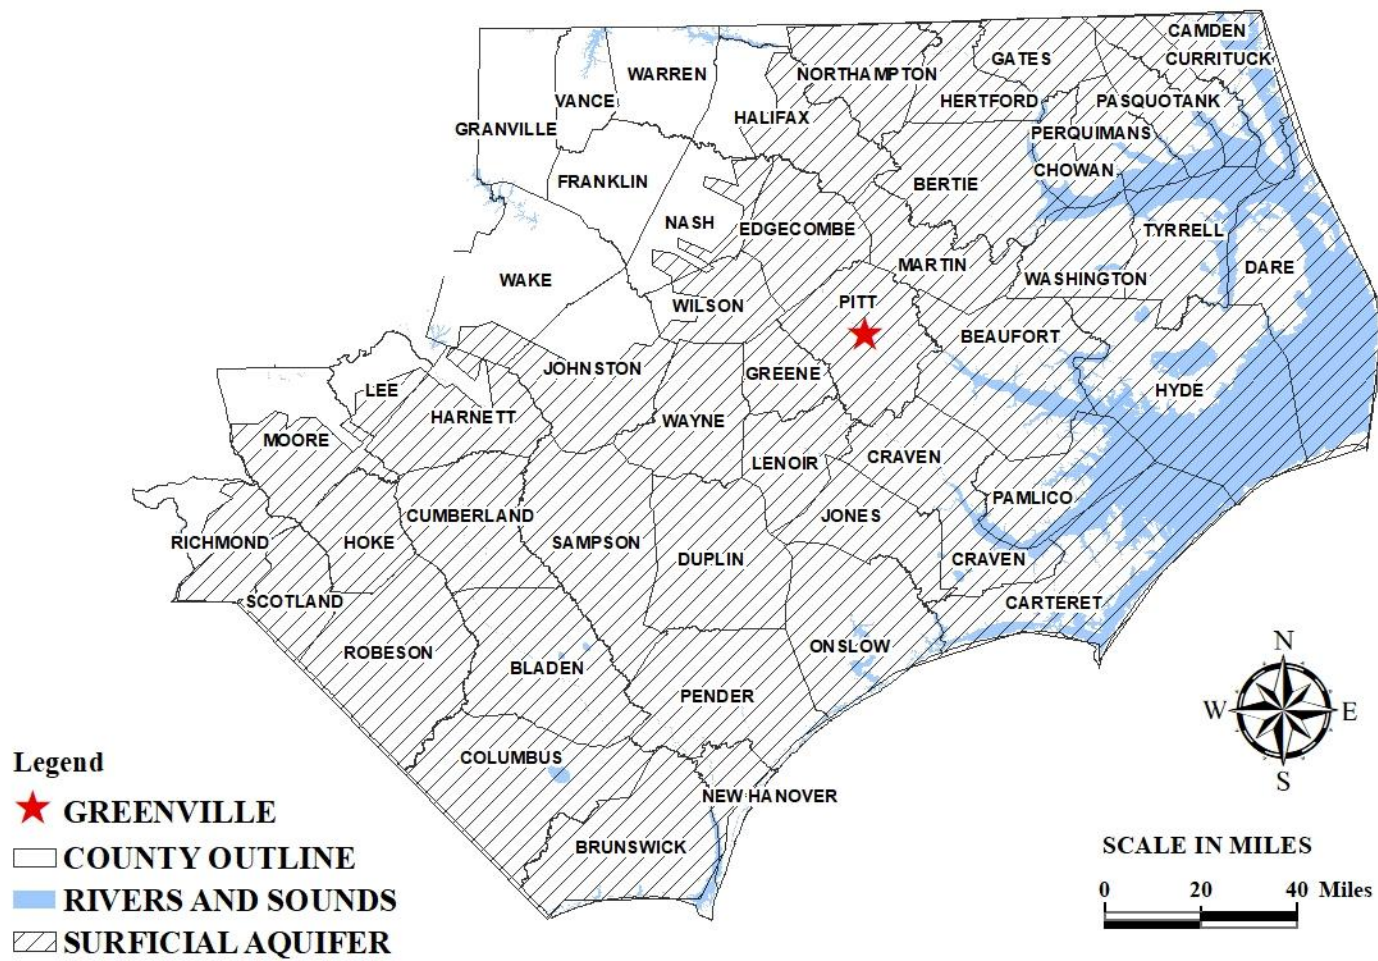 CAMDEN
GATES
CURRITUCK
WARREN
NORTHAMPTON
VANCE
HERTFORD
PASQUOTANK
HALIFAX
GRANVILLE
PERQUIMANS
CHOWAN
FRANKLIN
BERTIE
NASH
EDGECOMBE
TYRRELL
MARTIN
DARE
WAKE
WASHINGTON
WILSON
PITT
BEAUFORT
JOHNSTON
GREENE
LEE
HYDE
HARNETT
WAYNE
MOORE
CRAVEN
LENOIR
PAMLICO
CUMBERLAND
JONES
RICHMOND
HOKE
SAMPSON
DUPLIN
CRAVEN
SCOTLAND
CARTERET
ROBESON
ONSLOW
BLADEN
PENDER
COLUMBUS
NEW HANOVER
BRUNSWICK
N
W E
S
Legend
GREENVILLE
COUNTY OUTLINE
RIVERS AND SOUNDS
SURFICIAL AQUIFER
SCALE IN MILES
0 20 40 Miles